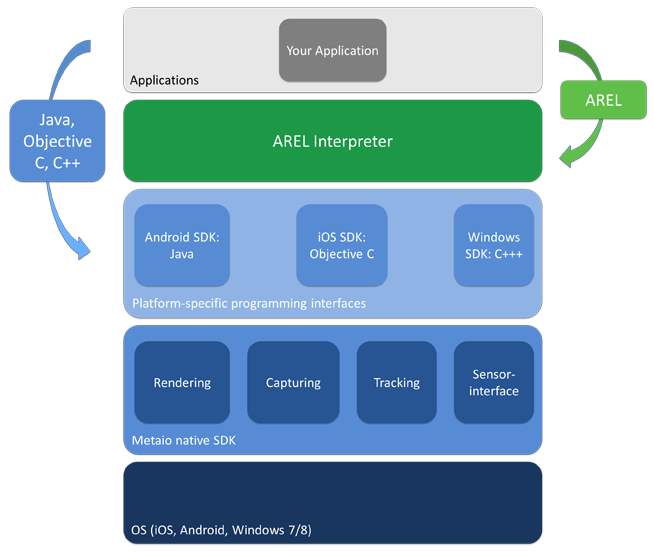 Your Application
Applications
Java,
Objective
C, C++
AREL
AREL Interpreter
Android SDK:
Java
iOS SDK:
Objective C
Windows
SDK: C+++
Platform-specific programming interfaces
Rendering
Capturing
Tracking
Sensor-
interface
Metaio native SDK
OS (iOS, Android, Windows 7/8)